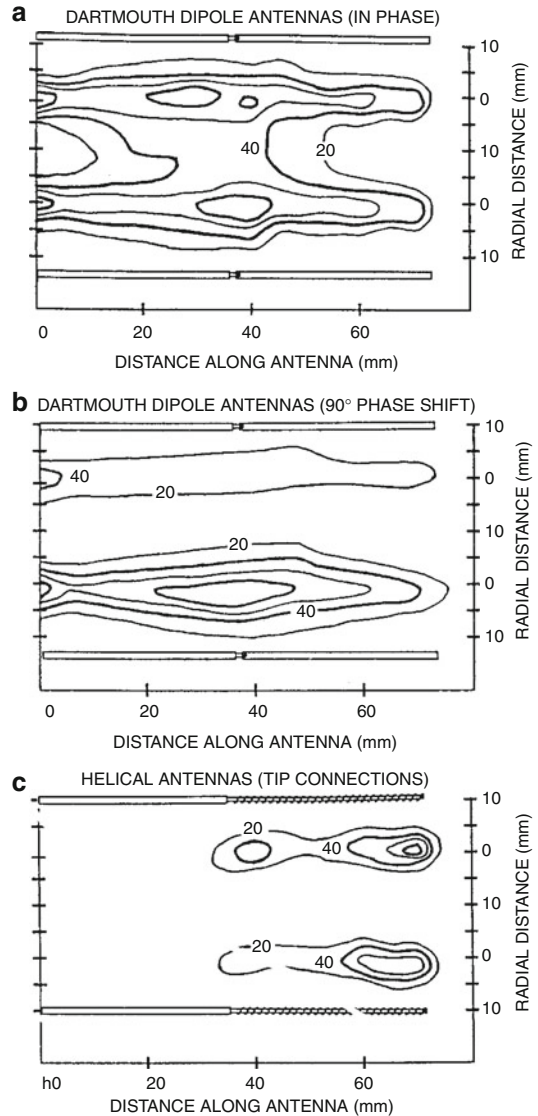 a DARTMOUTH DIPOLE ANTENNAS (IN PHASE)
10
0
40
20
10
0
10
RADIAL DISTANCE (mm)
0 20 40 60
DISTANCE ALONG ANTENNA (mm)
b DARTMOUTH DIPOLE ANTENNAS (90° PHASE SHIFT)
10
40
0
20
10
20
0
40
10
RADIAL DISTANCE (mm)
0 20 40 60
DISTANCE ALONG ANTENNA (mm)
c HELICAL ANTENNAS (TIP CONNECTIONS)
10
20
40
0
10
20
40
0
10
RADIAL DISTANCE (mm)
h0 20 40 60
DISTANCE ALONG ANTENNA (mm)